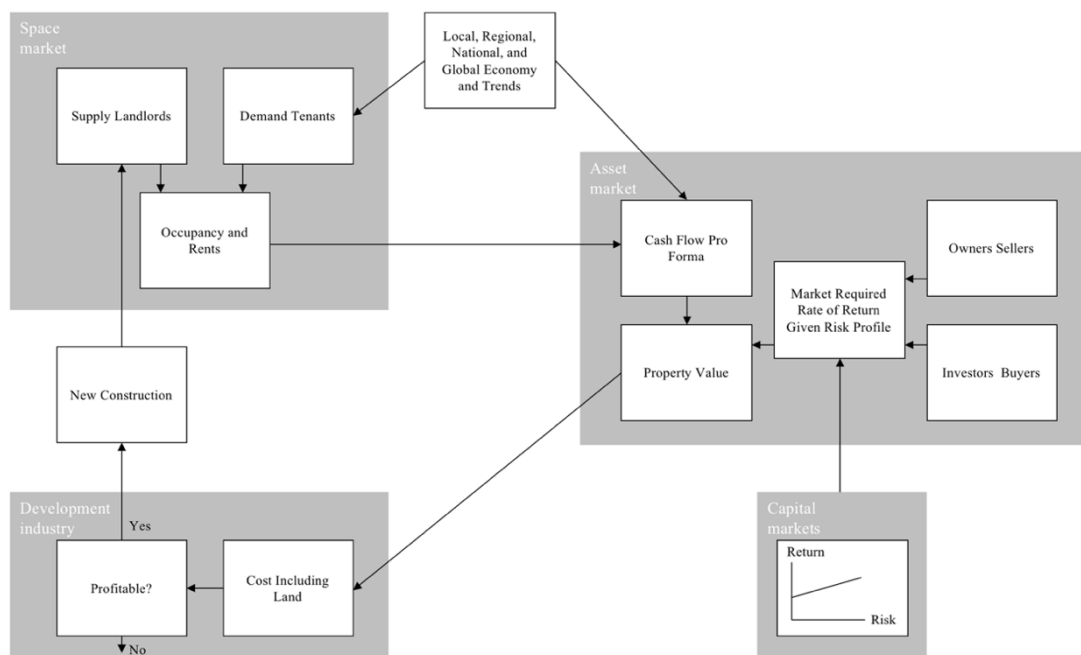 Space
market
Supply Landlords
Demand Tenants
Occupancy and
Rents
Local, Regional,
National, and
Global Economy
and Trends
Asset
market
Cash Flow Pro
Forma
Owners Sellers
Market Required
Rate of Return
Given Risk Profile
Property Value
Investors Buyers
New Construction
Development
industry
Yes
Profitable?
Cost Including
Land
No
Capital
markets
Return
Risk